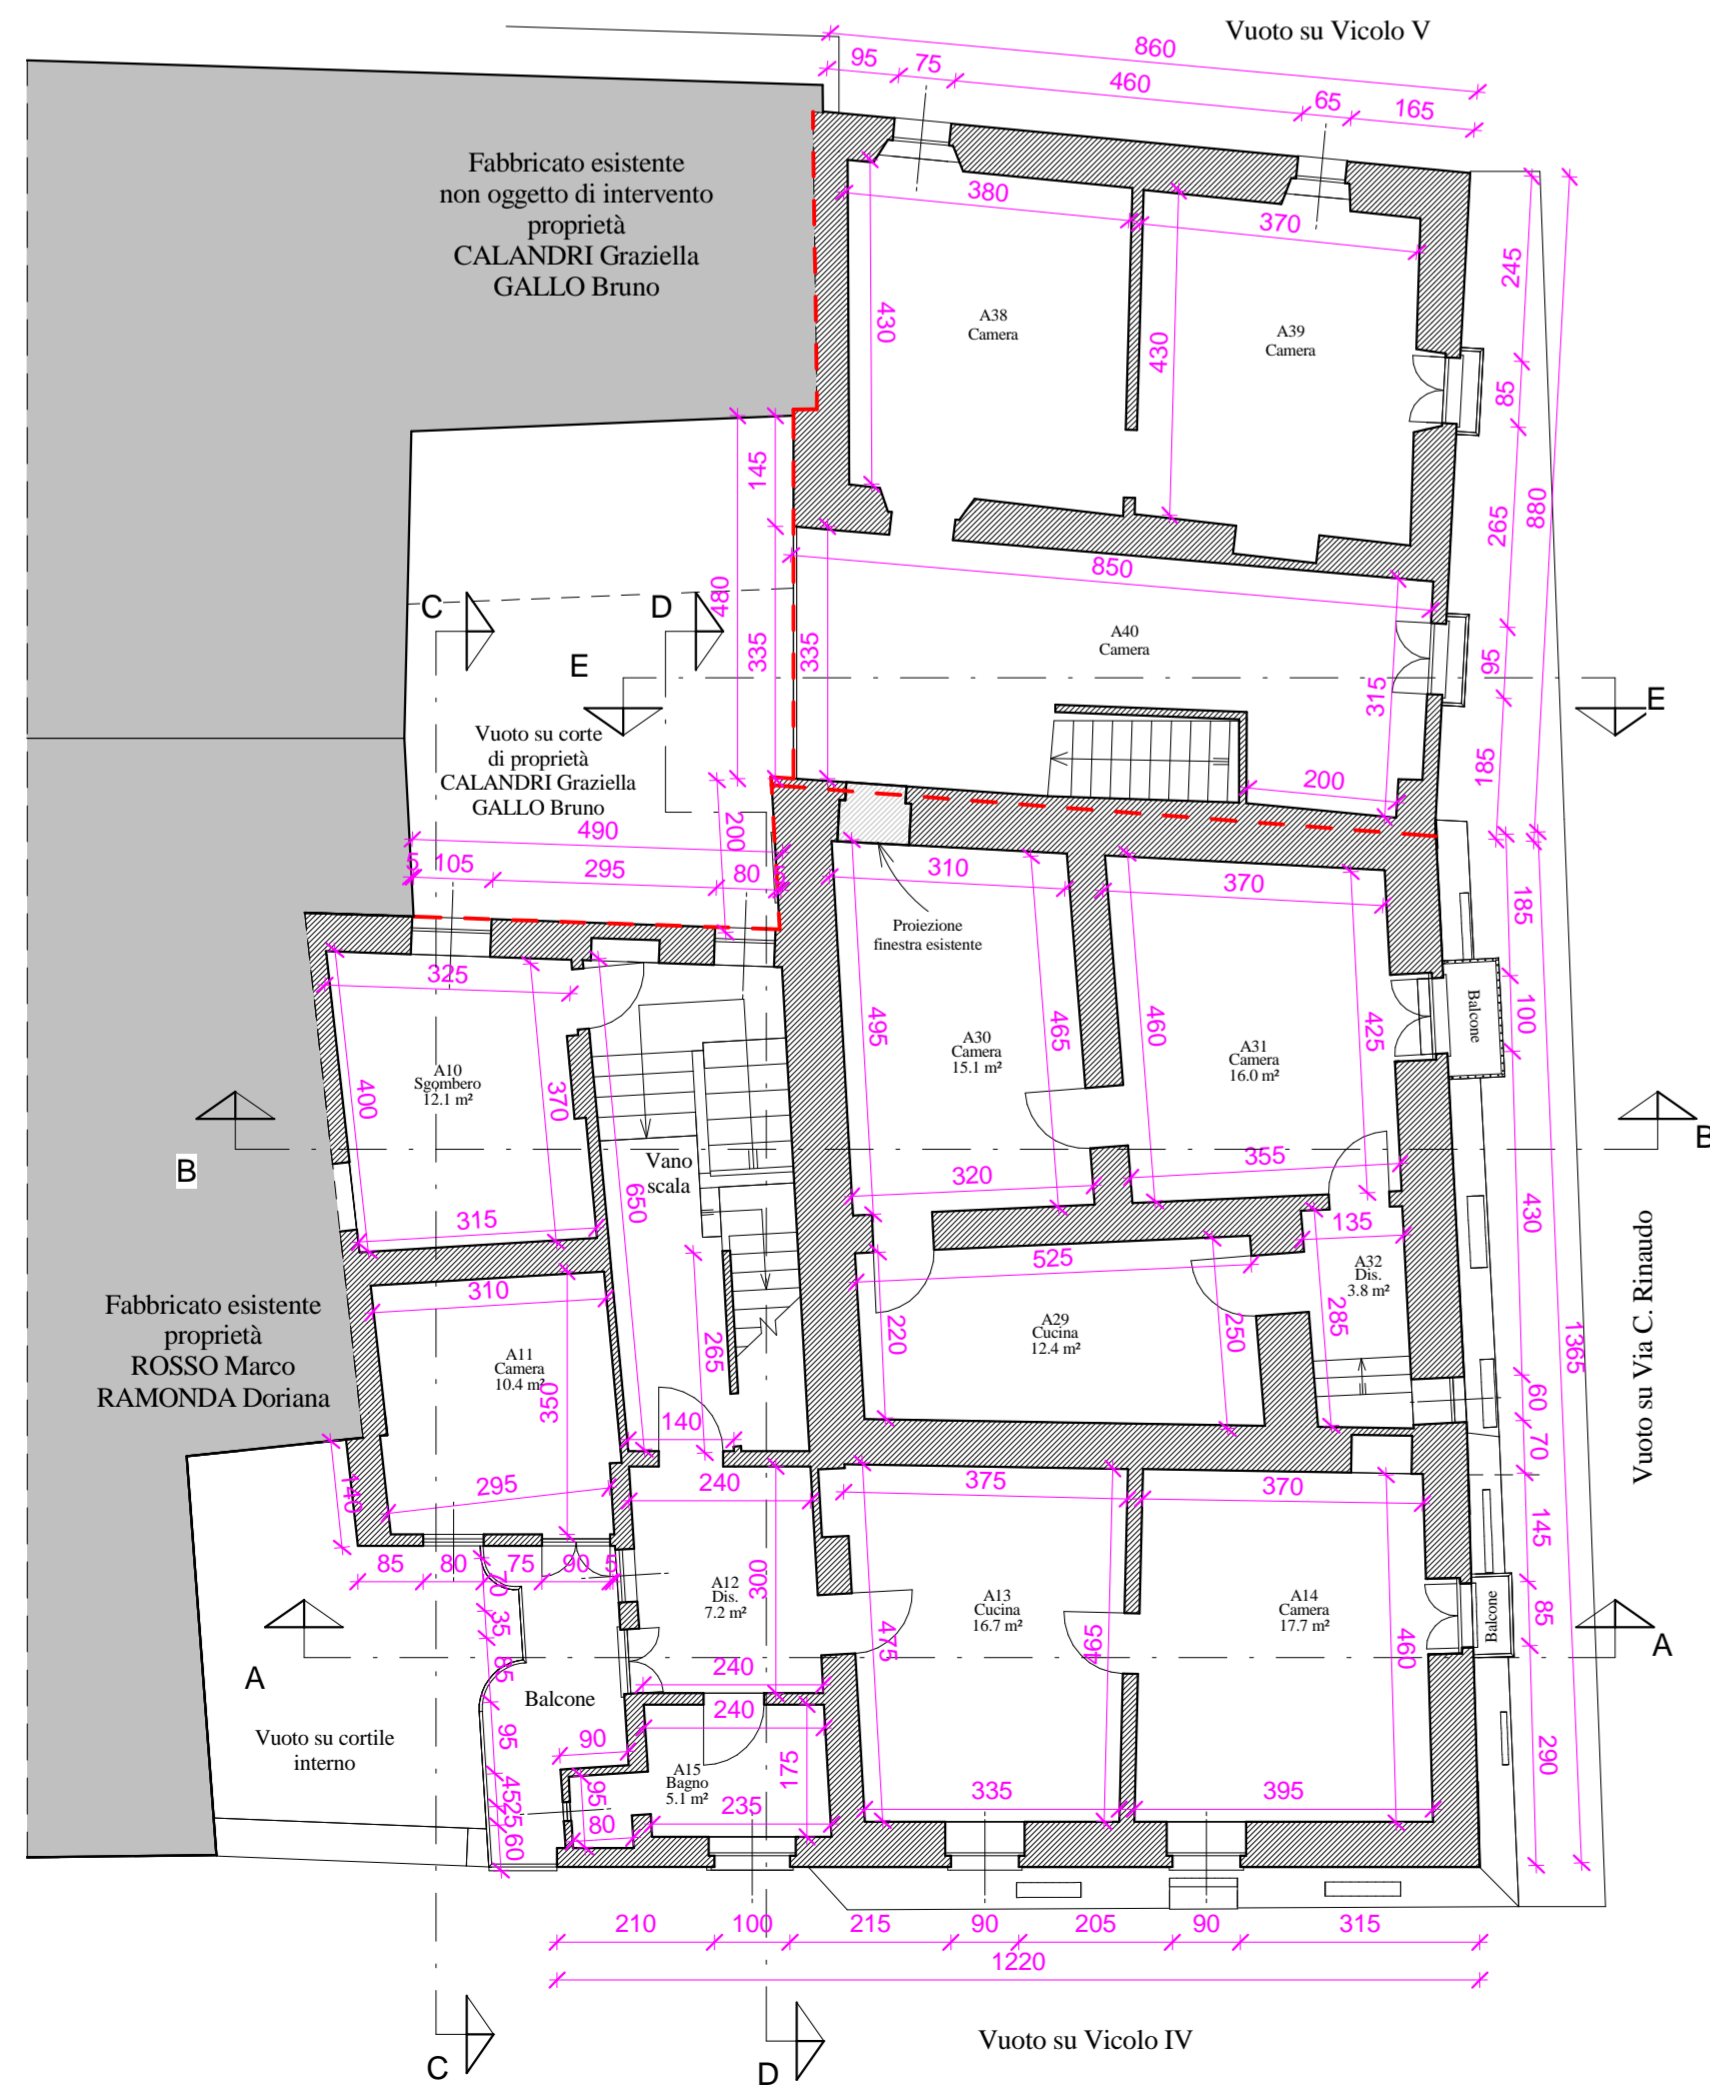 Vuoto su Vicolo V
860
95
75
460
65
165
Fabbricato esistente
non oggetto di intervento
proprietà
CALANDRI Graziella
GALLO Bruno
380
370
430
430
A38
Camera
A39
Camera
245
85
265
880
145
480
335
335
850
A40
Camera
315
95
185
200
C
D
E
E
Vuoto su corte
di proprietà
CALANDRI Graziella
GALLO Bruno
490
200
5
105
295
80
310
370
Proiezione
finestra esistente
185
100
Balcone
325
400
370
A10
Sgombero
12.1 m²
315
495
465
A30
Camera
15.1 m²
320
460
425
A31
Camera
16.0 m²
355
B
B
Vano
scala
650
265
140
430
1365
Vuoto su Via C. Rinaudo
135
A32
Dis.
3.8 m²
285
525
A29
Cucina
12.4 m²
220
250
Fabbricato esistente
proprietà
ROSSO Marco
RAMONDA Doriana
310
A11
Camera
10.4 m²
350
295
140
60
70
145
85
290
240
375
370
85
80
75
90
5
70
35
85
95
45
25
60
A12
Dis.
7.2 m²
300
240
A13
Cucina
16.7 m²
475
465
A14
Camera
17.7 m²
460
Balcone
A
A
Balcone
Vuoto su cortile
interno
90
240
A15
Bagno
5.1 m²
175
95
80
235
335
395
210
100
215
90
205
90
315
1220
C
D
Vuoto su Vicolo IV